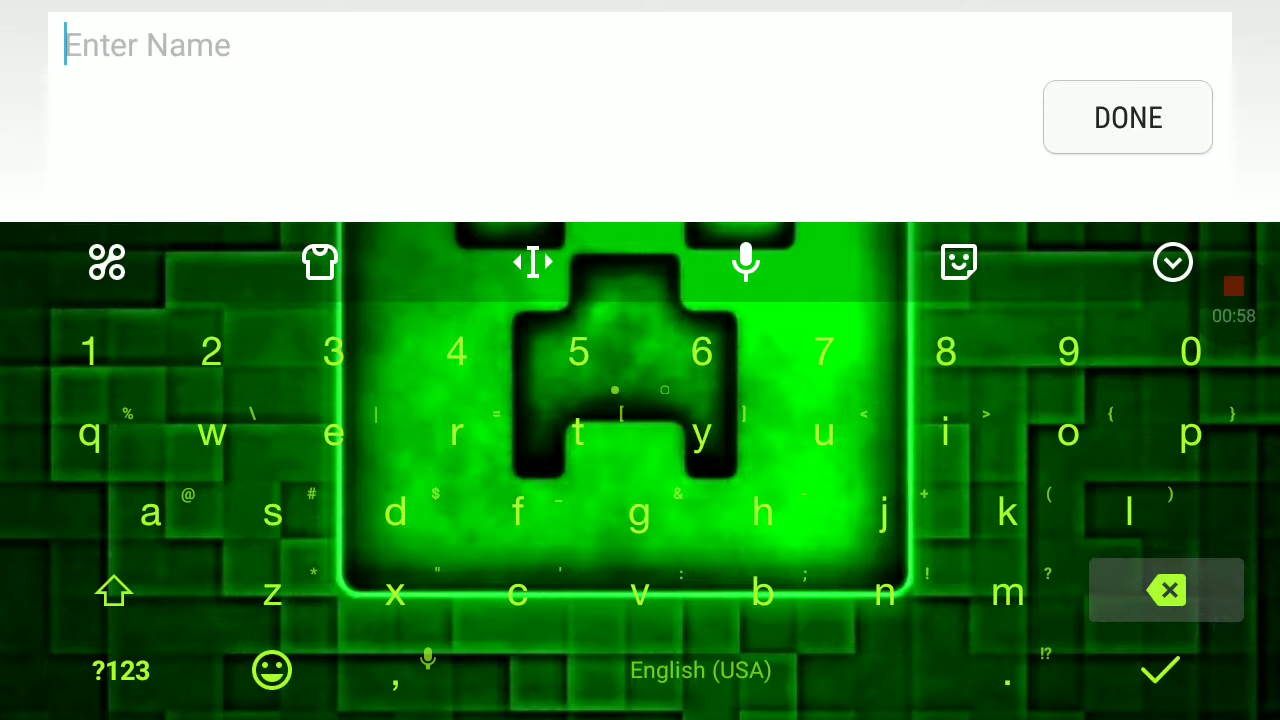 Enter Name
DONE
00:58
1 2 3 4 5 6 7 8 9 0
% \ | = [ ] < > { }
q w e r t y u i o p
@ # $ _ & - + ( )
a s d f g h j k l
* " ' : ; ! ?
z x c v b n m
!?
?123 , English (USA) .